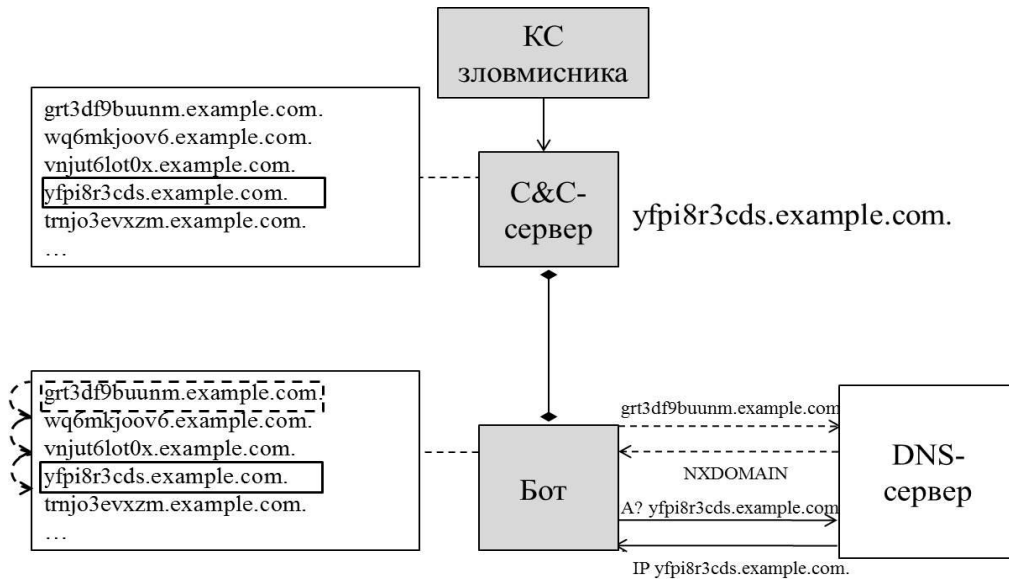 КС
зловмисника
grt3df9buunm.example.com.
wq6mkjoov6.example.com.
vnjut6lot0x.example.com.
yfpi8r3cds.example.com.
trnjo3evxzm.example.com.
…
C&C-
сервер
yfpi8r3cds.example.com.
grt3df9buunm.example.com.
wq6mkjoov6.example.com.
vnjut6lot0x.example.com.
yfpi8r3cds.example.com.
trnjo3evxzm.example.com.
…
Бот
grt3df9buunm.example.com
NXDOMAIN
A? yfpi8r3cds.example.com
IP yfpi8r3cds.example.com.
DNS-
сервер